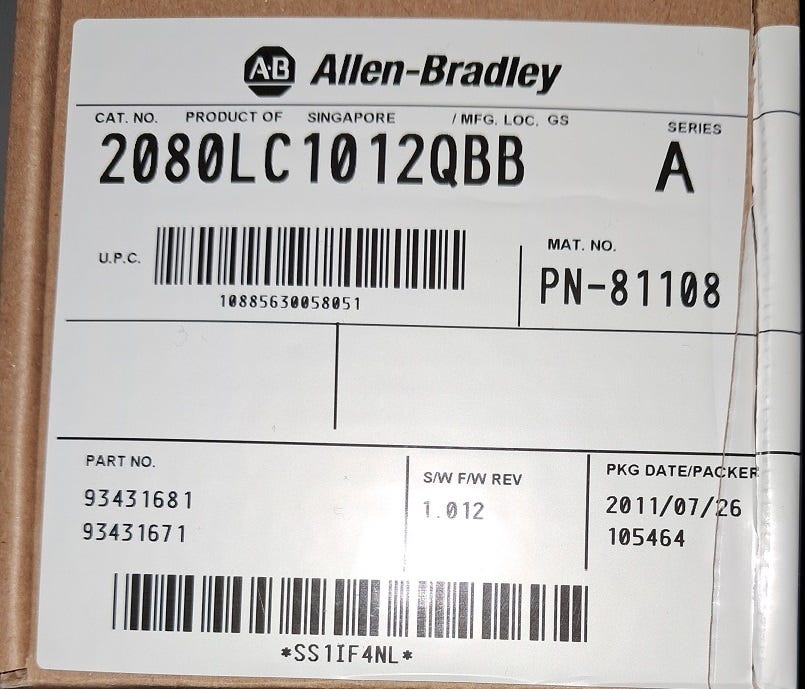 A-B Allen-Bradley
CAT. NO. PRODUCT OF SINGAPORE / MFG. LOC. GS SERIES
2080LC1012QBB A
U.P.C. MAT. NO.
10885630058051 PN-81108
PART NO. S/W F/W REV PKG DATE/PACKER
93431681 1.012 2011/07/26
93431671 105464
*SS1IF4NL*